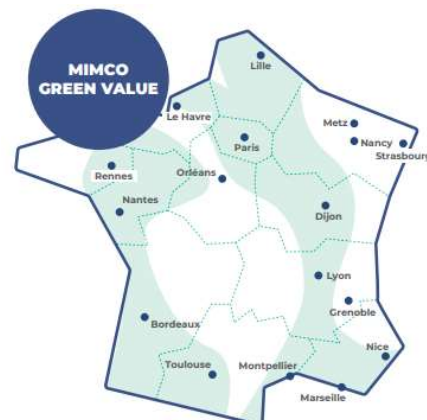 MIMCO
GREEN VALUE
Lille
Le Havre
Metz
Paris
Nancy
Strasbourg
Rennes
Orléans
Nantes
Dijon
Lyon
Grenoble
Bordeaux
Nice
Toulouse
Montpellier
Marseille